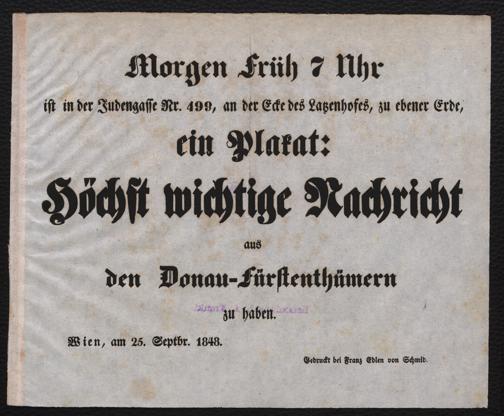 Morgen Früh 7 Uhr
ist in der Judengasse Nr. 499, an der Ecke des Lazenhofes, zu ebener Erde,
ein Plakat:
Höchst wichtige Nachricht
aus
den Donau-Fürstenthümern
zu haben.
Wien, am 25. Septbr. 1848.
Gedruckt bei Franz Edlen von Schmid.